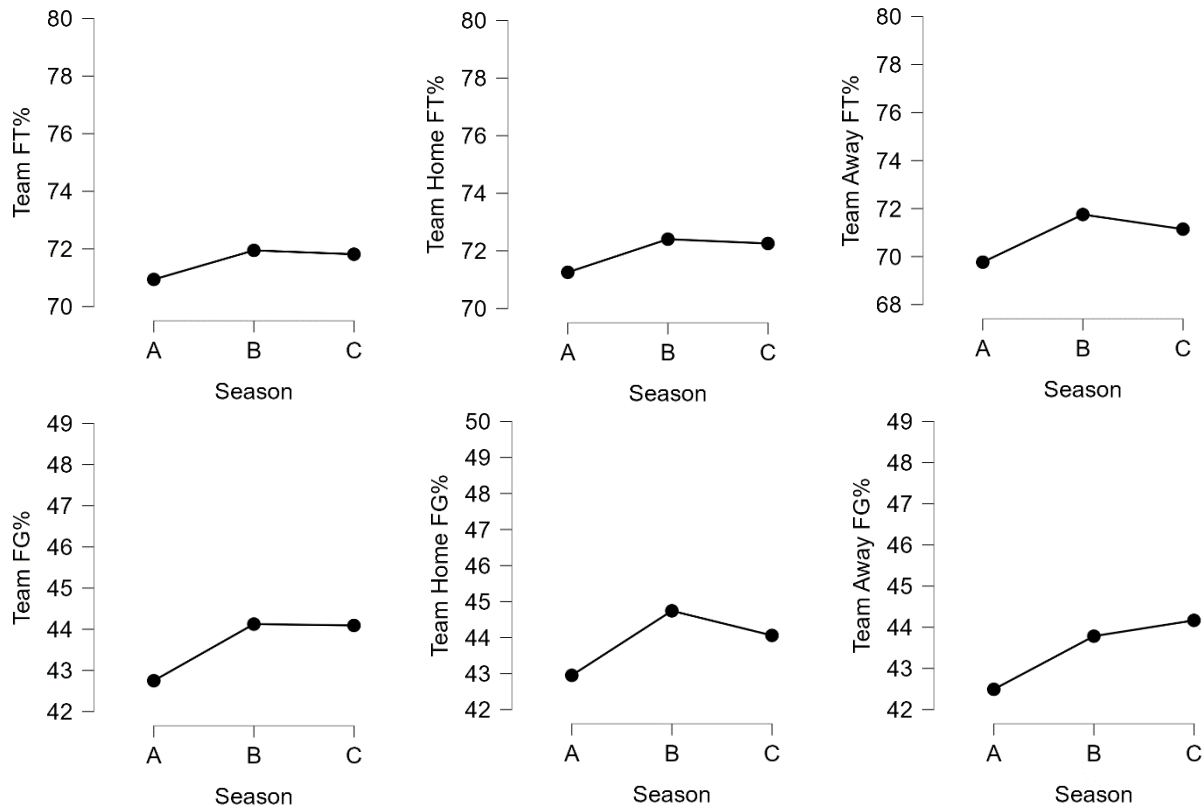 Team FT%
80
78
76
74
72
70
A B C
Season
Team Home FT%
80
78
76
74
72
70
A B C
Season
Team Away FT%
80
78
76
74
72
70
68
A B C
Season
Team FG%
49
48
47
46
45
44
43
42
A B C
Season
Team Home FG%
50
49
48
47
46
45
44
43
42
A B C
Season
Team Away FG%
49
48
47
46
45
44
43
42
A B C
Season